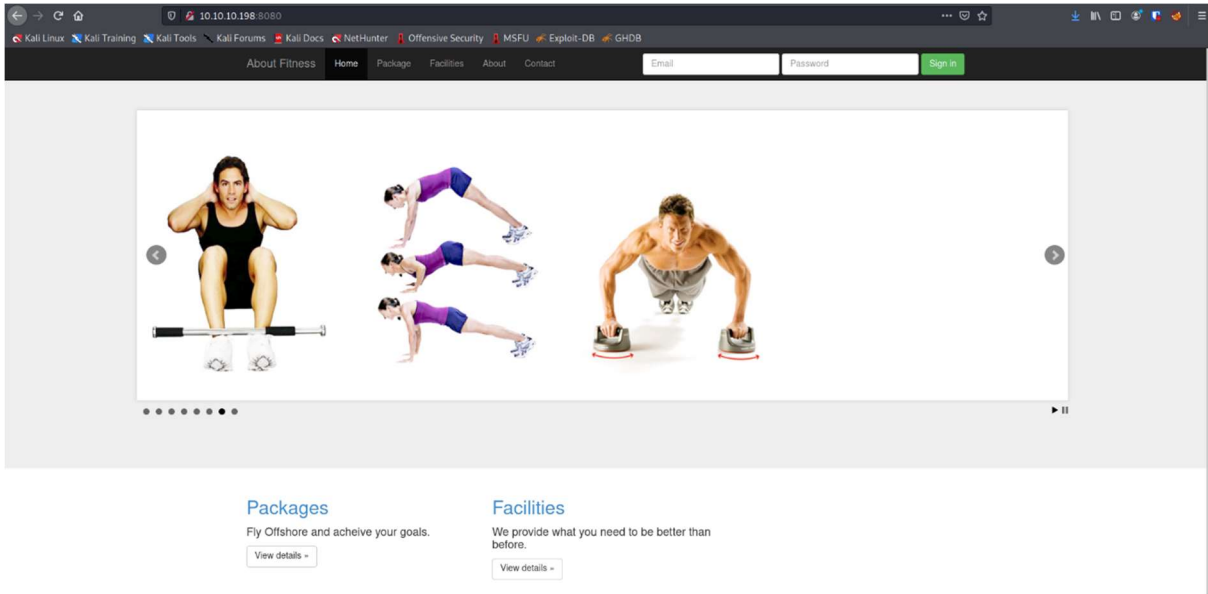 10.10.10.198:8080
Kali Linux Kali Training Kali Tools Kali Forums Kali Docs NetHunter Offensive Security MSFU Exploit-DB GHDB
About Fitness Home Package Facilities About Contact Email Password Sign in
Packages Facilities
Fly Offshore and acheive your goals. We provide what you need to be better than
before.
View details »
View details »